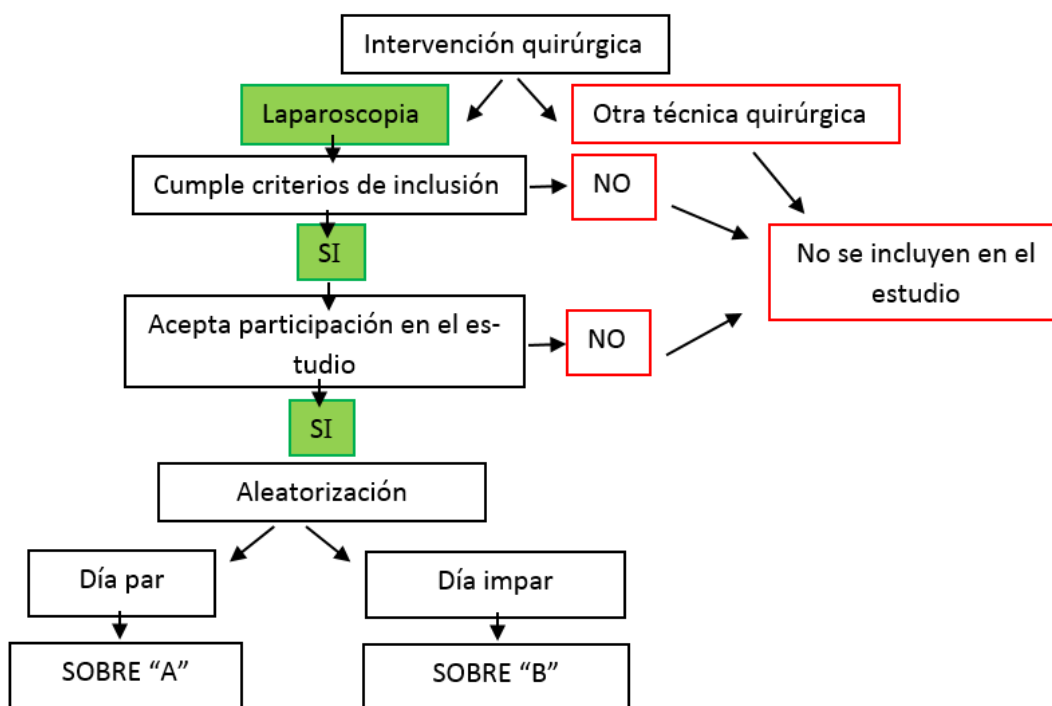 Intervención quirúrgica
Laparoscopia
Otra técnica quirúrgica
Cumple criterios de inclusión
NO
SI
No se incluyen en el
estudio
Acepta participación en el es-
tudio
NO
SI
Aleatorización
Día par
Día impar
SOBRE “A”
SOBRE “B”